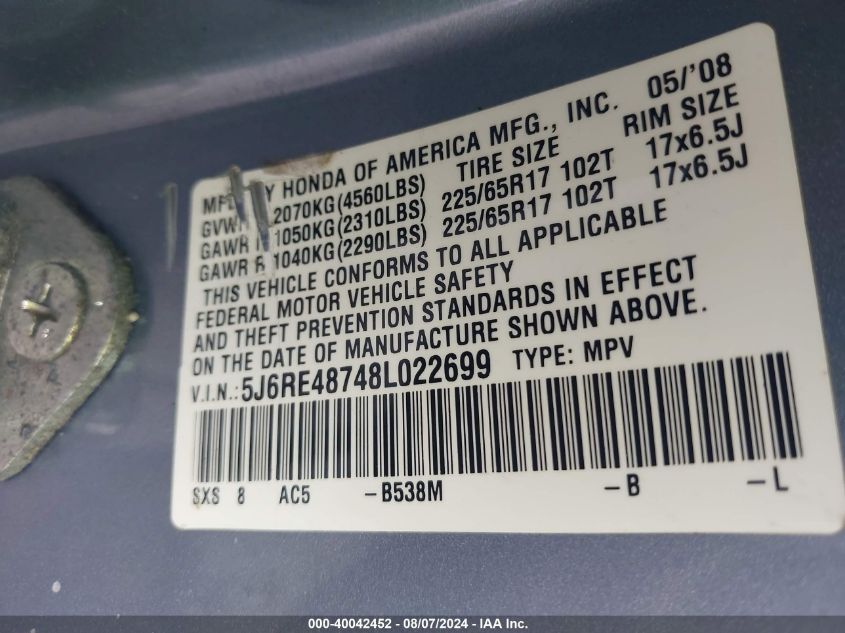 MFD BY HONDA OF AMERICA MFG., INC. 05/'08
GVWR 2070KG(4560LBS) TIRE SIZE RIM SIZE
GAWR F 1050KG(2310LBS) 225/65R17 102T 17x6.5J
GAWR R 1040KG(2290LBS) 225/65R17 102T 17x6.5J
THIS VEHICLE CONFORMS TO ALL APPLICABLE
FEDERAL MOTOR VEHICLE SAFETY
AND THEFT PREVENTION STANDARDS IN EFFECT
ON THE DATE OF MANUFACTURE SHOWN ABOVE.
V.I.N.: 5J6RE48748L022699 TYPE: MPV
SXS 8 AC5 -B538M -B -L
000-40042452 - 08/07/2024 - IAA Inc.